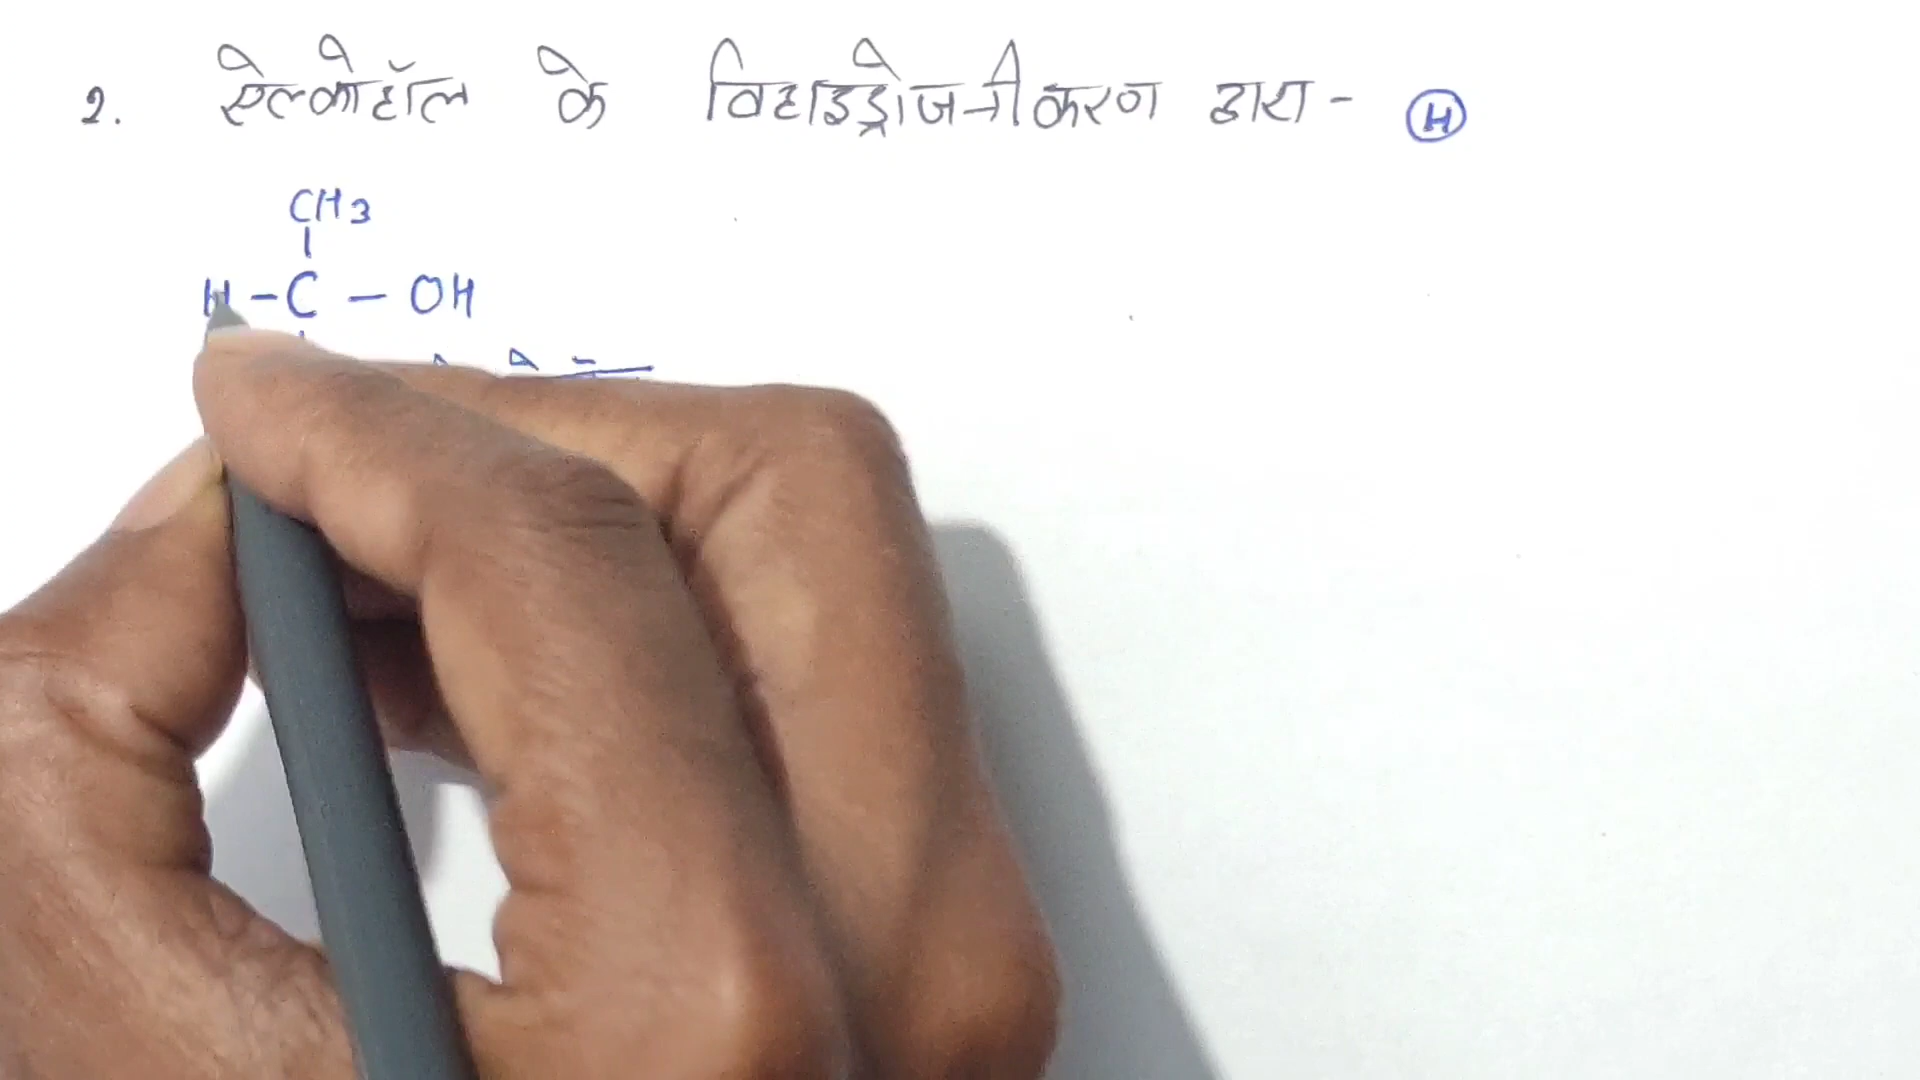 2. ऐल्कोहॉल के विहाइड्रोजनीकरण द्वारा - H
CH3
H - C - OH